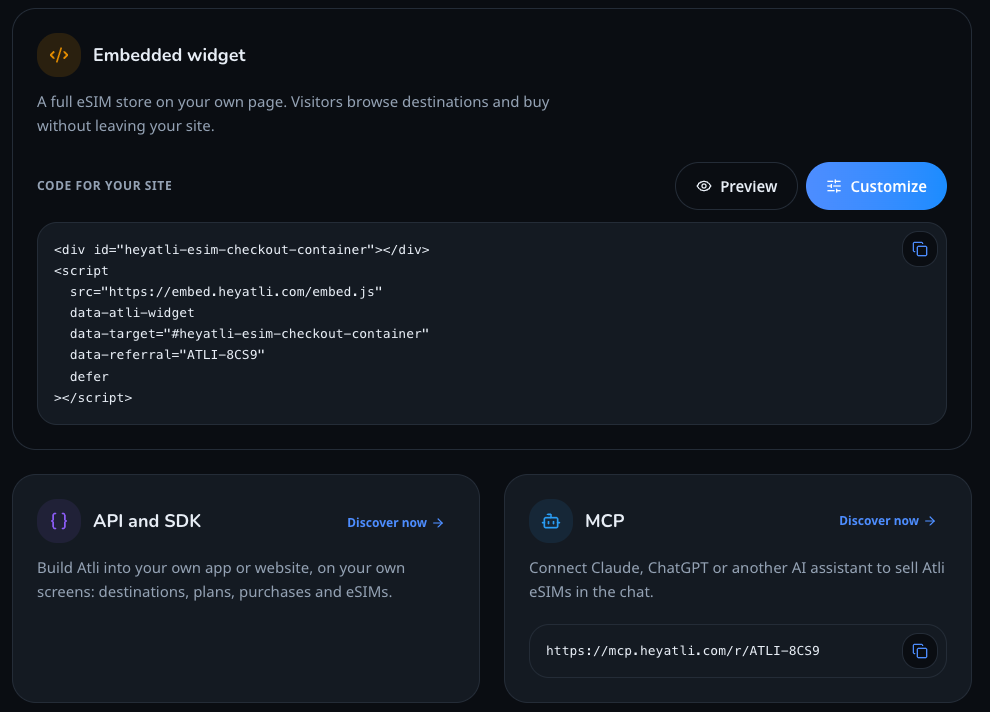 Embedded widget
A full eSIM store on your own page. Visitors browse destinations and buy
without leaving your site.
CODE FOR YOUR SITE
Preview
Customize
<div id="heyatli-esim-checkout-container"></div>
<script
  src="https://embed.heyatli.com/embed.js"
  data-atli-widget
  data-target="#heyatli-esim-checkout-container"
  data-referral="ATLI-8CS9"
  defer
></script>
API and SDK
Discover now →
Build Atli into your own app or website, on your own
screens: destinations, plans, purchases and eSIMs.
MCP
Discover now →
Connect Claude, ChatGPT or another AI assistant to sell Atli
eSIMs in the chat.
https://mcp.heyatli.com/r/ATLI-8CS9